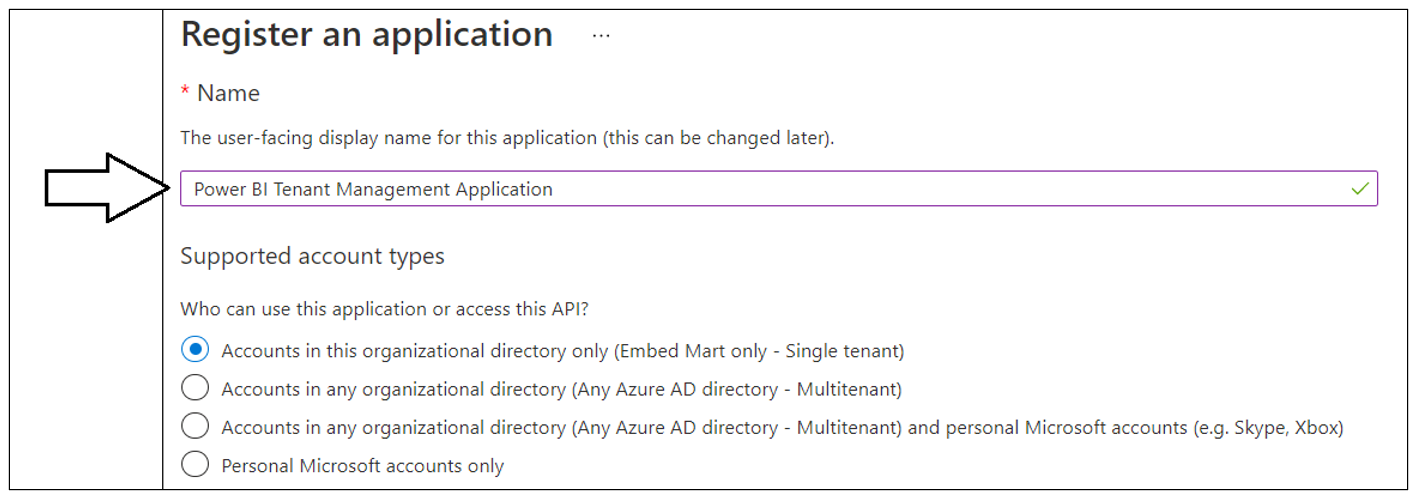 Register an application ...
* Name
The user-facing display name for this application (this can be changed later).
Power BI Tenant Management Application
Supported account types
Who can use this application or access this API?
Accounts in this organizational directory only (Embed Mart only - Single tenant)
Accounts in any organizational directory (Any Azure AD directory - Multitenant)
Accounts in any organizational directory (Any Azure AD directory - Multitenant) and personal Microsoft accounts (e.g. Skype, Xbox)
Personal Microsoft accounts only